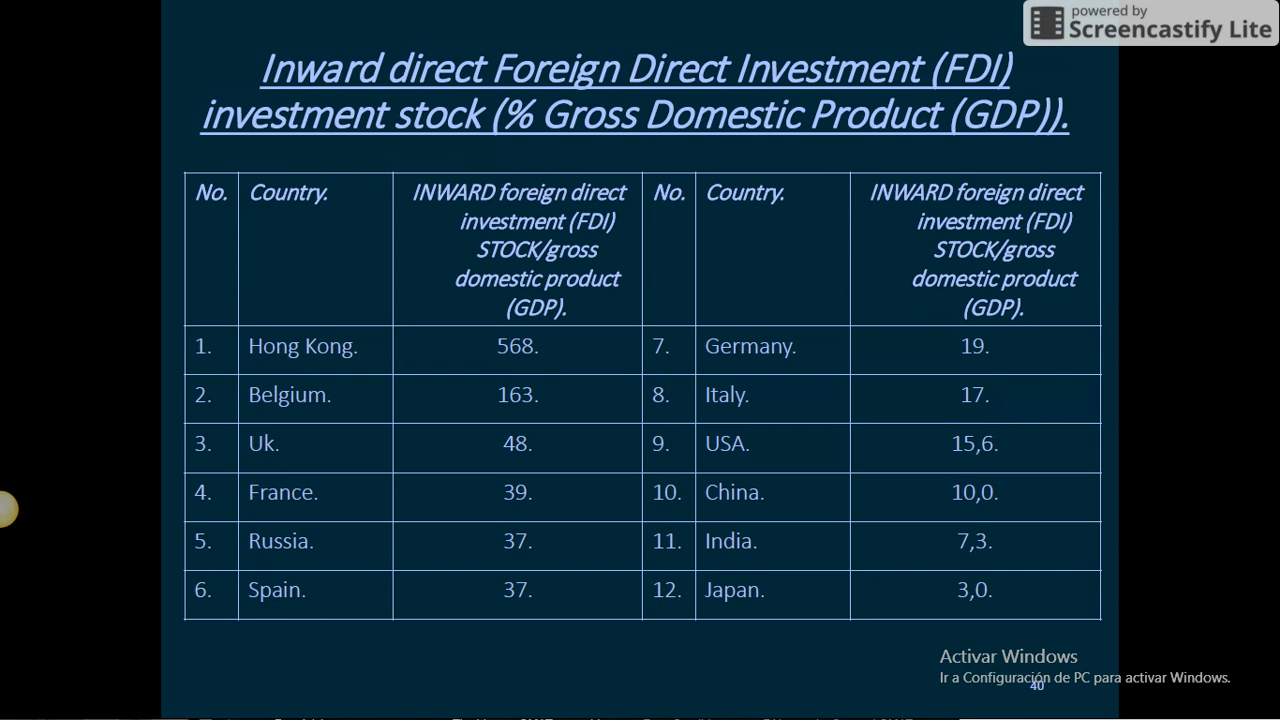 powered by
Screencastify Lite
Inward direct Foreign Direct Investment (FDI)
investment stock (% Gross Domestic Product (GDP)).
No. Country. INWARD foreign direct investment (FDI) STOCK/gross domestic product (GDP). No. Country. INWARD foreign direct investment (FDI) STOCK/gross domestic product (GDP).
1. Hong Kong. 568. 7. Germany. 19.
2. Belgium. 163. 8. Italy. 17.
3. Uk. 48. 9. USA. 15,6.
4. France. 39. 10. China. 10,0.
5. Russia. 37. 11. India. 7,3.
6. Spain. 37. 12. Japan. 3,0.
Activar Windows
Ir a Configuración de PC para activar Windows.
40